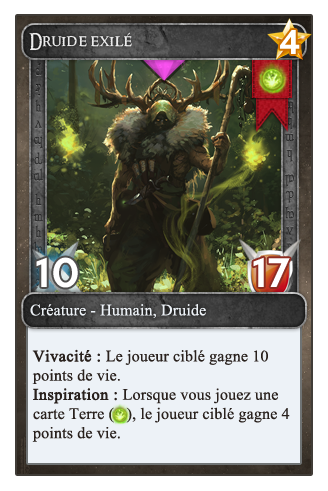 Druide exilé
4
10
17
Créature - Humain, Druide
Vivacité : Le joueur ciblé gagne 10
points de vie.
Inspiration : Lorsque vous jouez une
carte Terre (), le joueur ciblé gagne 4
points de vie.